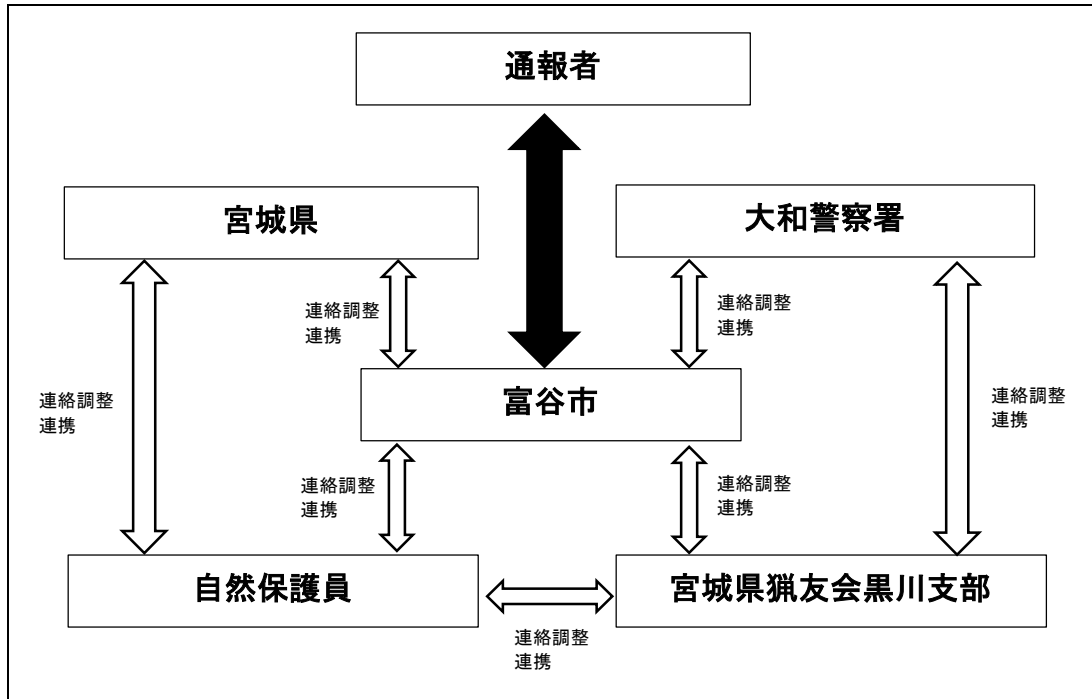 通報者
宮城県
大和警察署
連絡調整
連携
連絡調整
連携
富谷市
連絡調整
連携
連絡調整
連携
連絡調整
連携
連絡調整
連携
自然保護員
宮城県猟友会黒川支部
連絡調整
連携